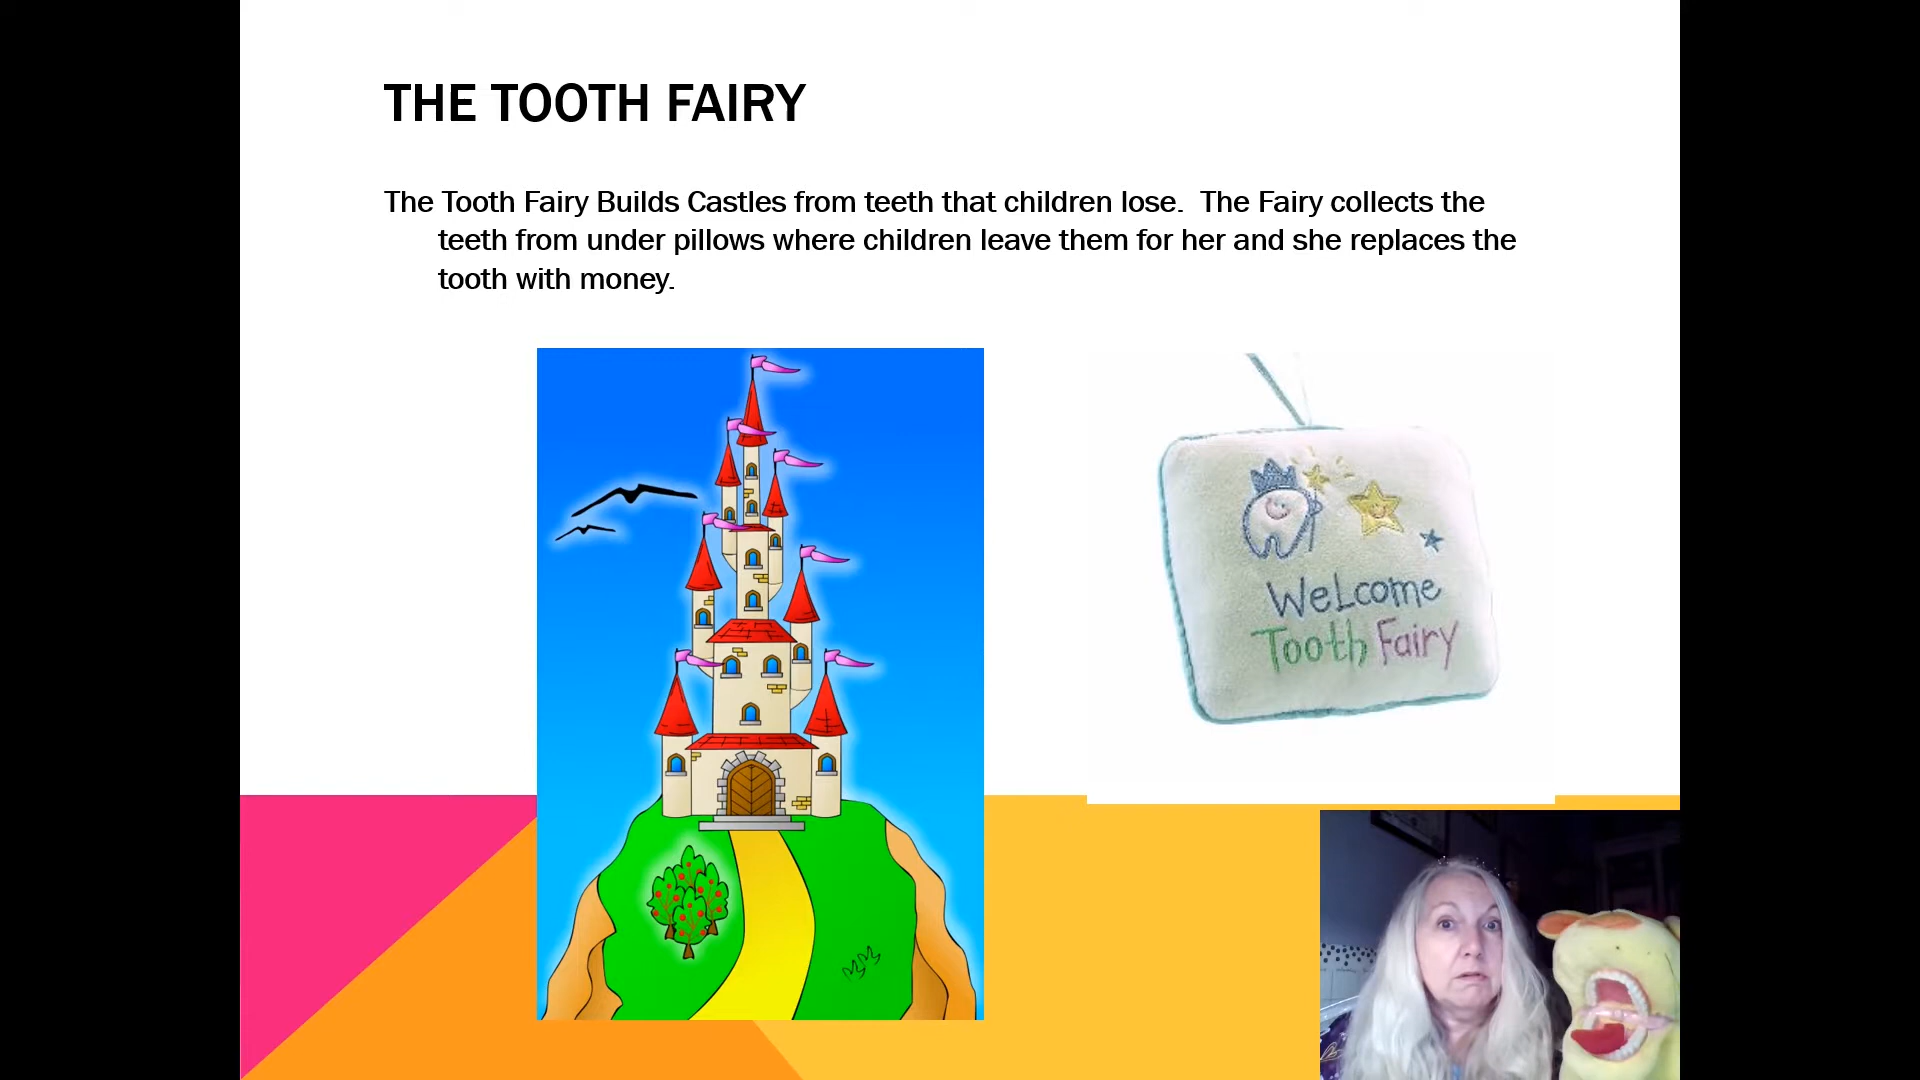 THE TOOTH FAIRY
The Tooth Fairy Builds Castles from teeth that children lose.  The Fairy collects the
teeth from under pillows where children leave them for her and she replaces the
tooth with money.
Welcome
Tooth Fairy